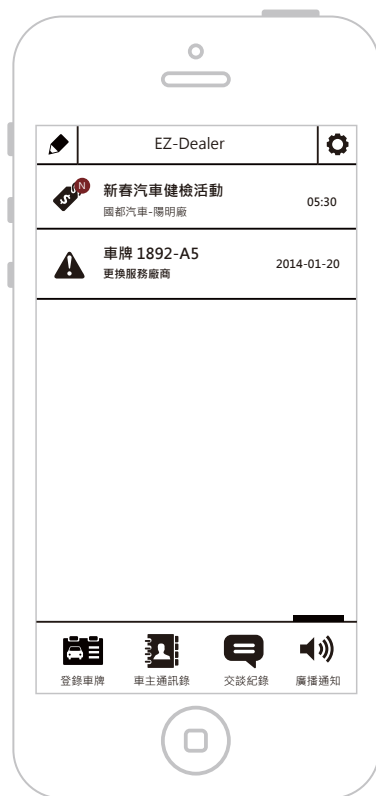 EZ-Dealer
N
新春汽車健檢活動
國都汽車-陽明廠
05:30
車牌 1892-A5
更換服務廠商
2014-01-20
登錄車牌
車主通訊錄
交談紀錄
廣播通知